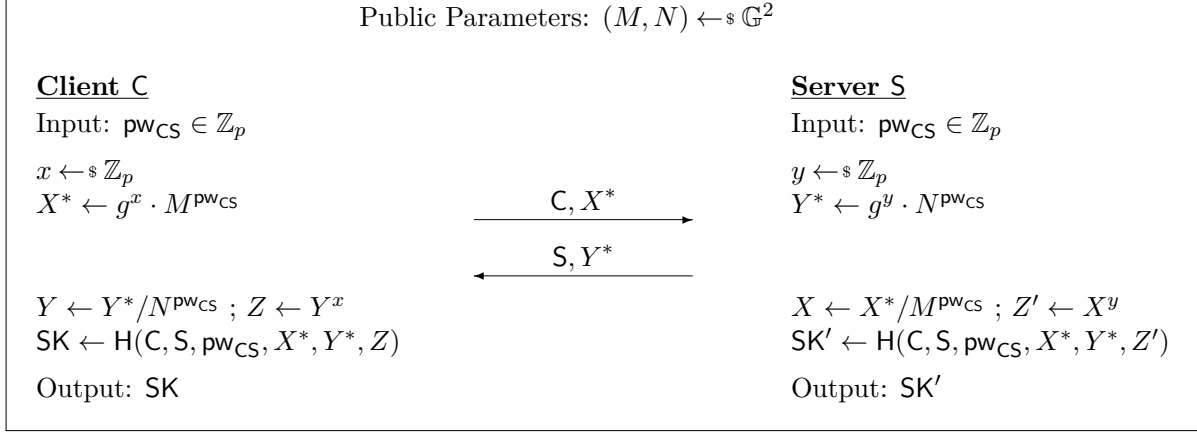 Public Parameters: (M, N) ←$ 𝔾²
Client C
Server S
Input: pw_CS ∈ ℤ_p
Input: pw_CS ∈ ℤ_p
x ←$ ℤ_p
y ←$ ℤ_p
X* ← g^x · M^pw_CS
C, X*
Y* ← g^y · N^pw_CS
S, Y*
Y ← Y*/N^pw_CS ; Z ← Y^x
X ← X*/M^pw_CS ; Z′ ← X^y
SK ← H(C, S, pw_CS, X*, Y*, Z)
SK′ ← H(C, S, pw_CS, X*, Y*, Z′)
Output: SK
Output: SK′